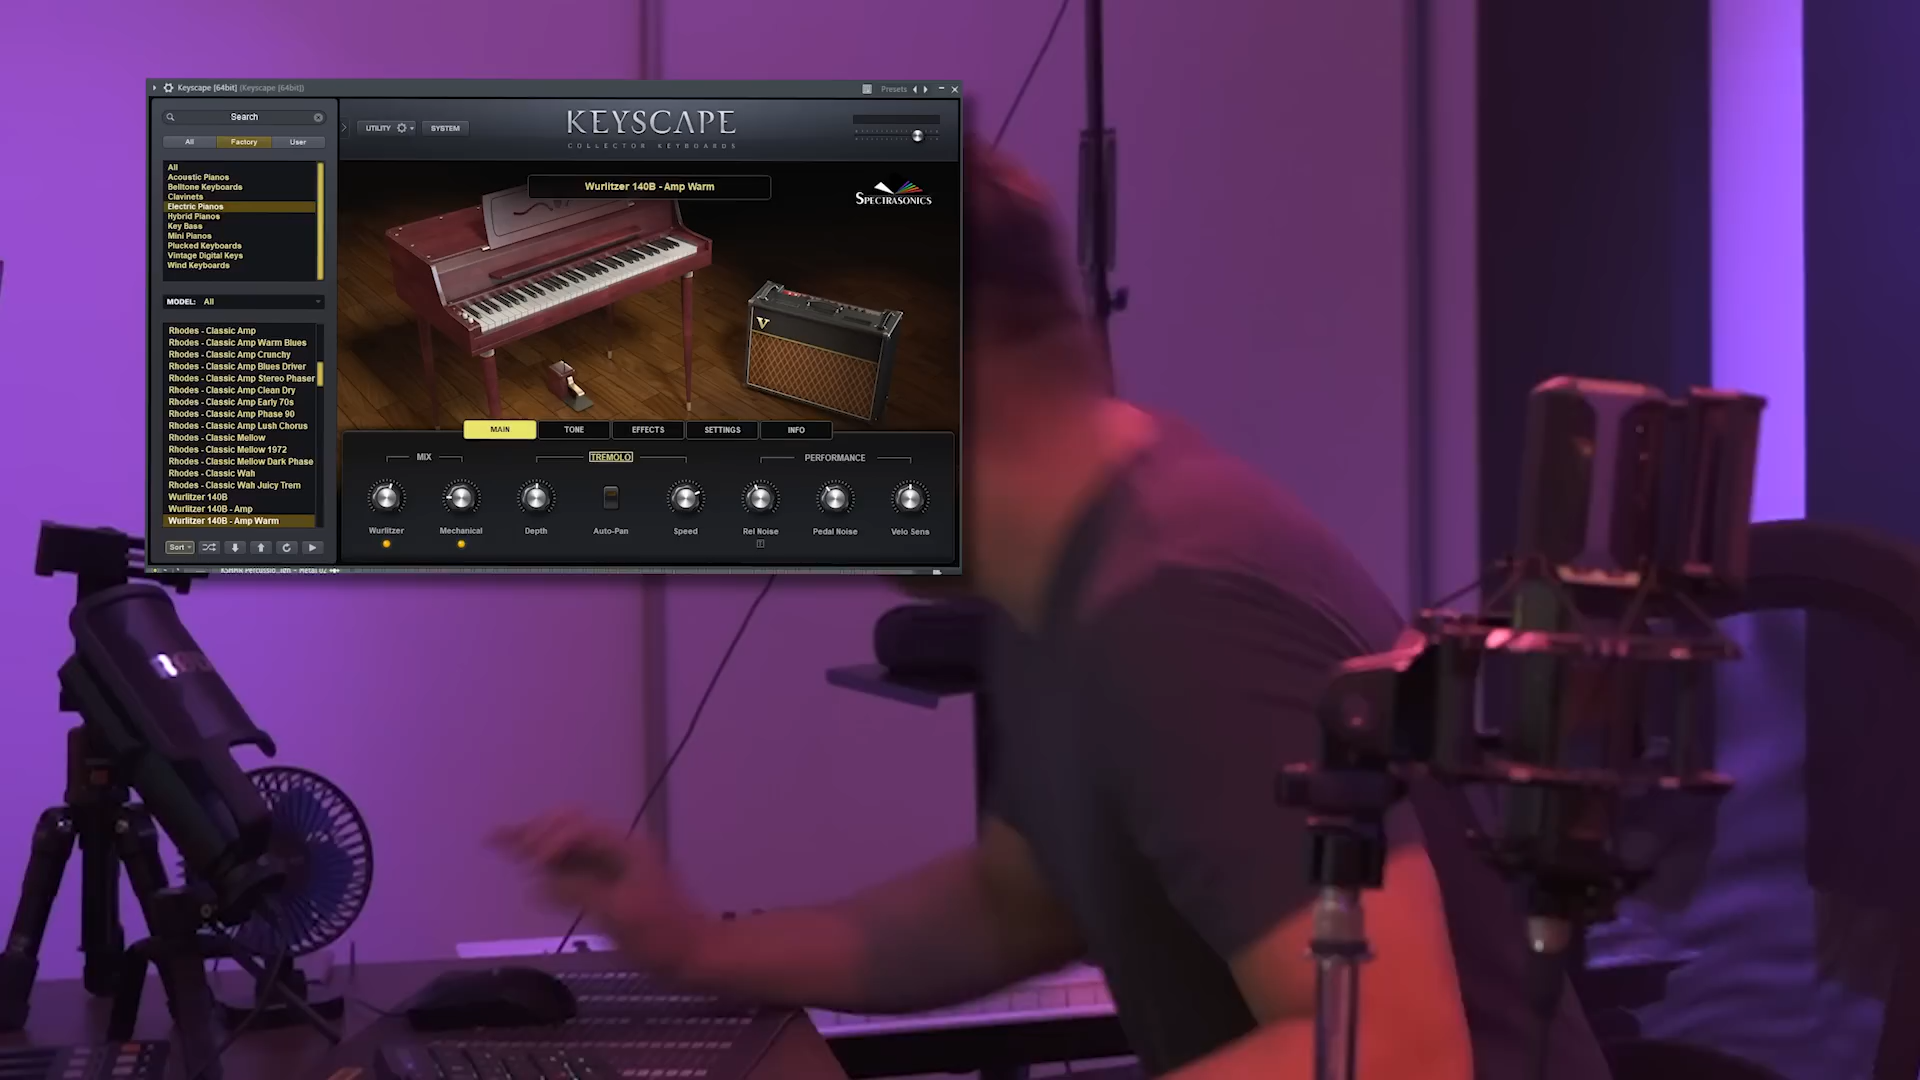 Keyscape [64bit] (Keyscape [64bit])
Presets
Search
All Factory User
UTILITY SYSTEM
KEYSCAPE
COLLECTOR KEYBOARDS
All
Acoustic Pianos
Belltone Keyboards
Clavinets
Electric Pianos
Hybrid Pianos
Key Bass
Mini Pianos
Plucked Keyboards
Vintage Digital Keys
Wind Keyboards
MODEL: All
Rhodes - Classic Amp
Rhodes - Classic Amp Warm Blues
Rhodes - Classic Amp Crunchy
Rhodes - Classic Amp Blues Driver
Rhodes - Classic Amp Stereo Phaser
Rhodes - Classic Amp Clean Dry
Rhodes - Classic Amp Early 70s
Rhodes - Classic Amp Phase 90
Rhodes - Classic Amp Lush Chorus
Rhodes - Classic Mellow
Rhodes - Classic Mellow 1972
Rhodes - Classic Mellow Dark Phase
Rhodes - Classic Wah
Rhodes - Classic Wah Juicy Trem
Wurlitzer 140B
Wurlitzer 140B - Amp
Wurlitzer 140B - Amp Warm
Sort
Wurlitzer 140B - Amp Warm
SPECTRASONICS
V
MAIN TONE EFFECTS SETTINGS INFO
MIX TREMOLO PERFORMANCE
Wurlitzer Mechanical Depth Auto-Pan Speed Rel Noise Pedal Noise Velo Sens